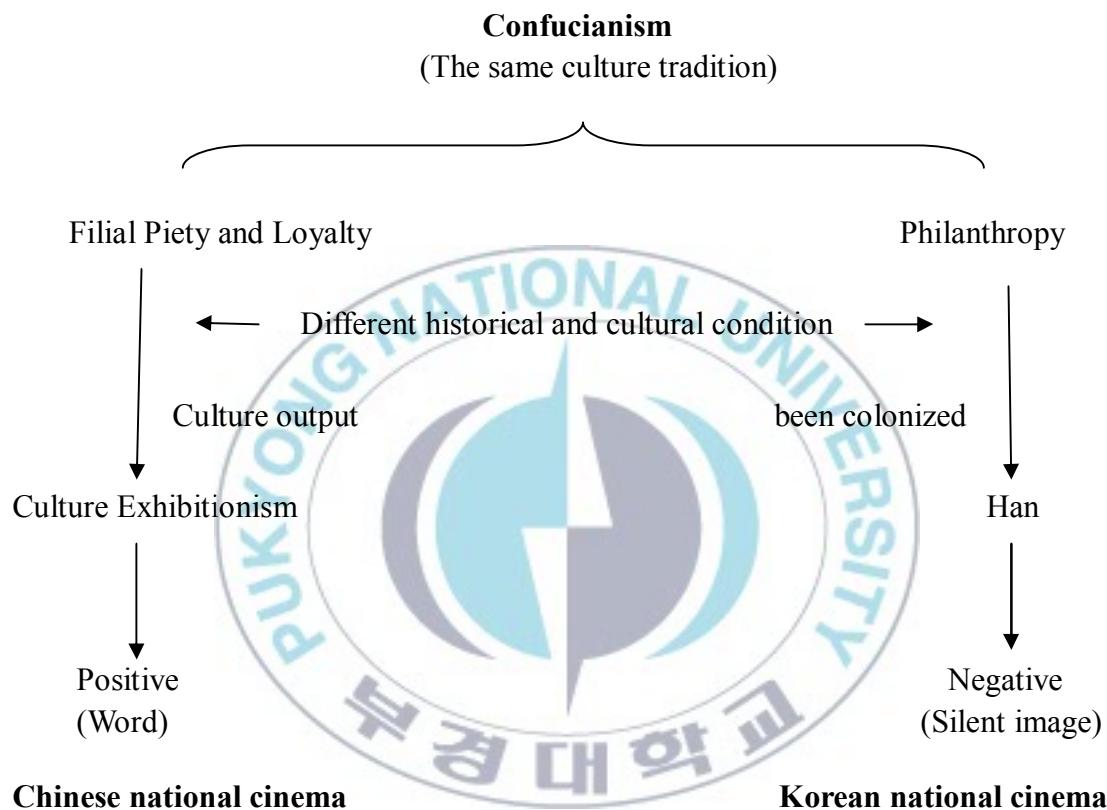 Confucianism
(The same culture tradition)
Filial Piety and Loyalty
Philanthropy
Different historical and cultural condition
Culture output
been colonized
Culture Exhibitionism
Han
Positive
(Word)
Negative
(Silent image)
Chinese national cinema
Korean national cinema
PUKYONG NATIONAL UNIVERSITY
부경대학교